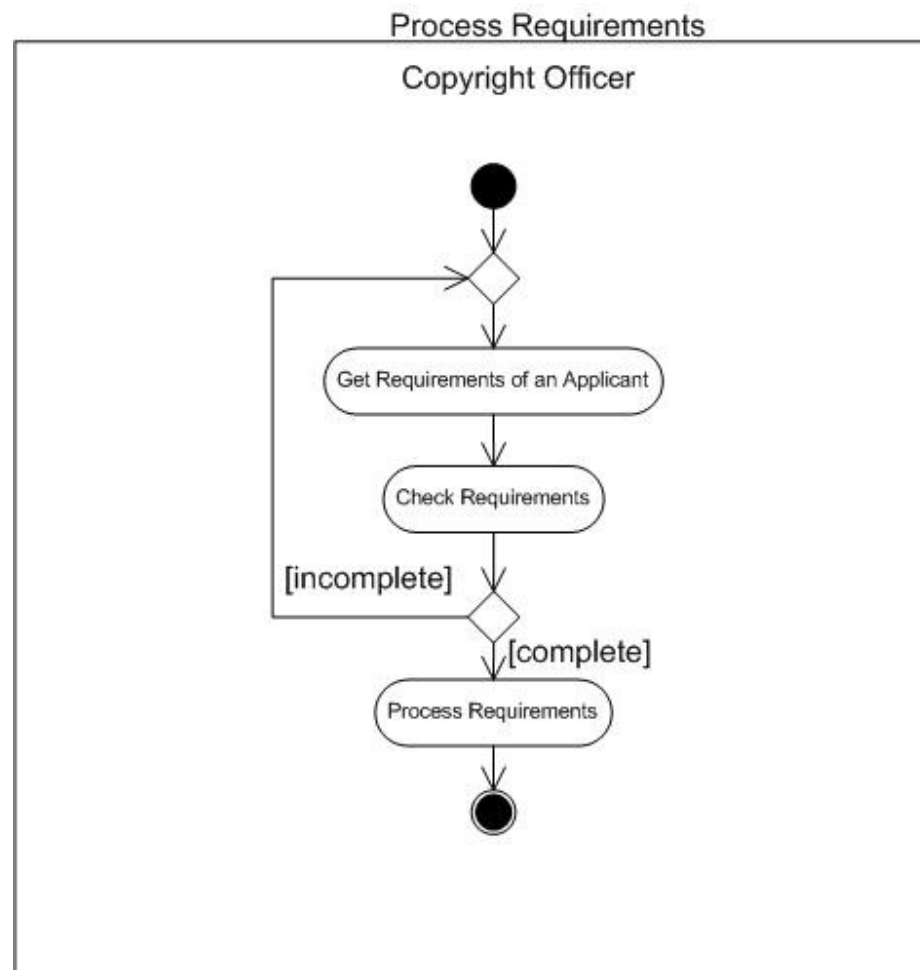 Process Requirements
Copyright Officer
Get Requirements of an Applicant
Check Requirements
[incomplete]
[complete]
Process Requirements